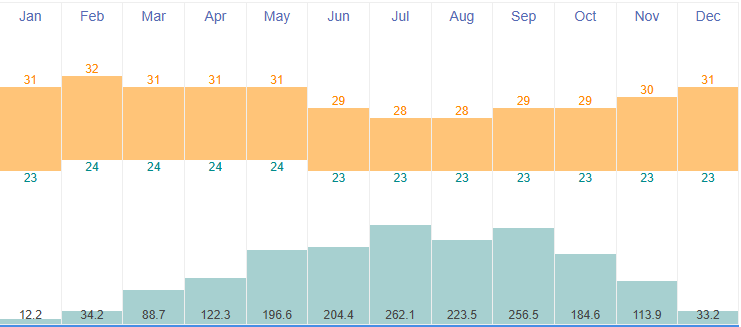 Jan Feb Mar Apr May Jun Jul Aug Sep Oct Nov Dec
31 32 31 31 31 29 28 28 29 29 30 31
23 24 24 24 24 23 23 23 23 23 23 23
12.2 34.2 88.7 122.3 196.6 204.4 262.1 223.5 256.5 184.6 113.9 33.2